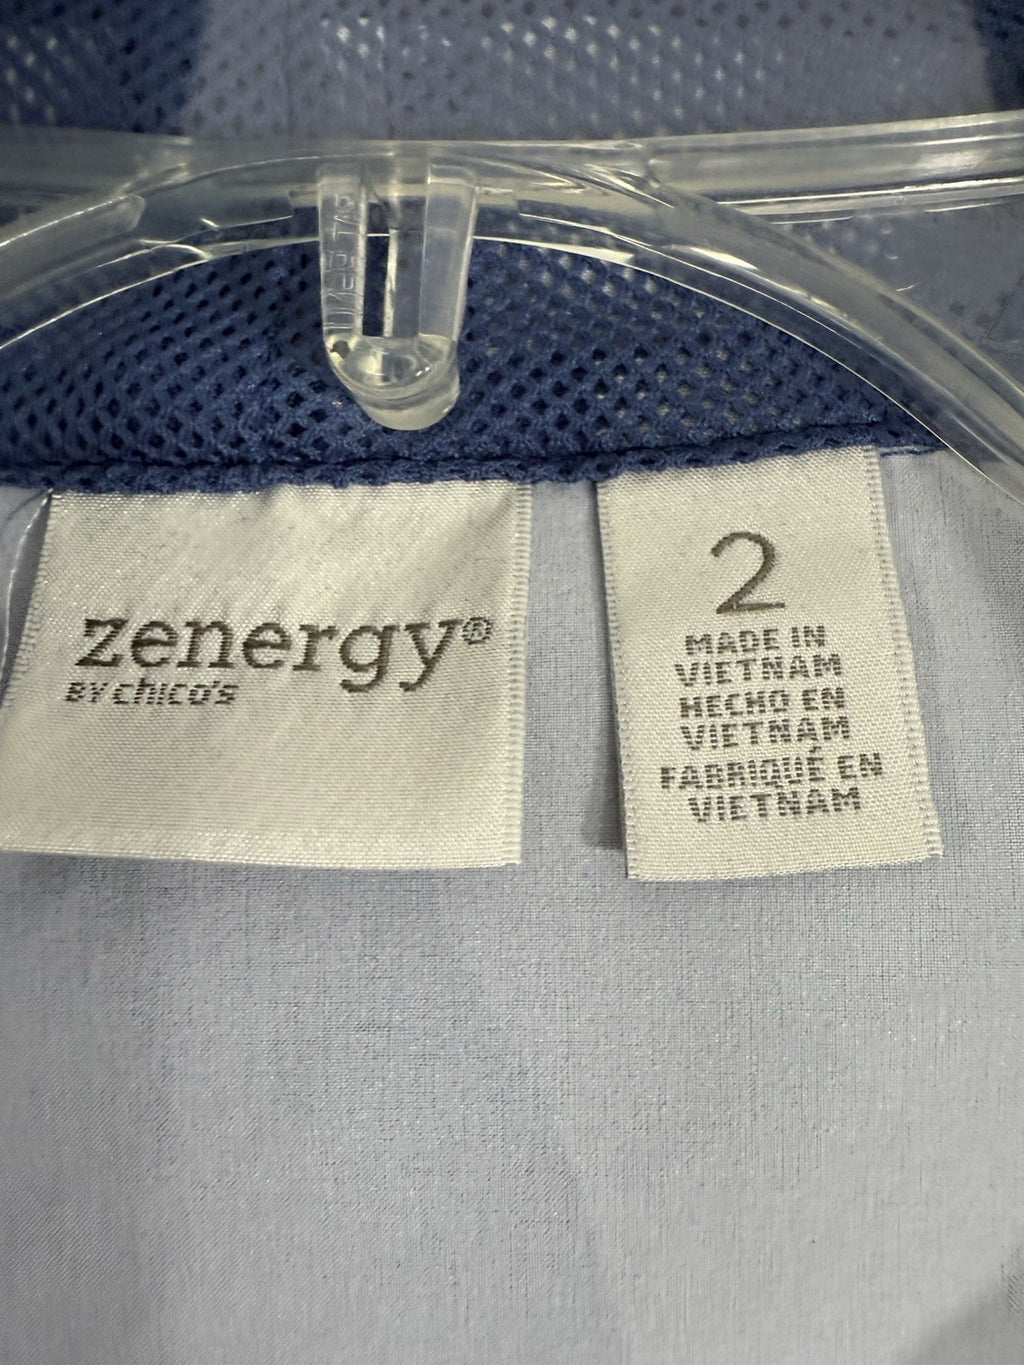 zenergy®
BY chico's
2
MADE IN
VIETNAM
HECHO EN
VIETNAM
FABRIQUÉ EN
VIETNAM